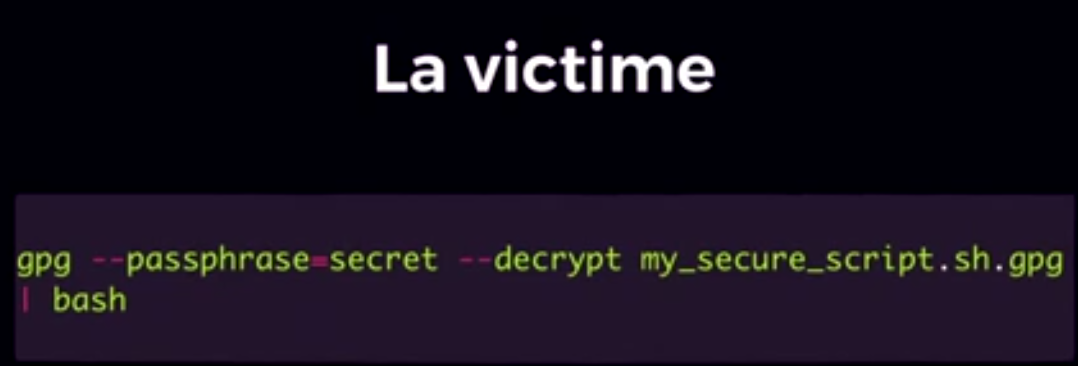 La victime
gpg --passphrase=secret --decrypt my_secure_script.sh.gpg
| bash